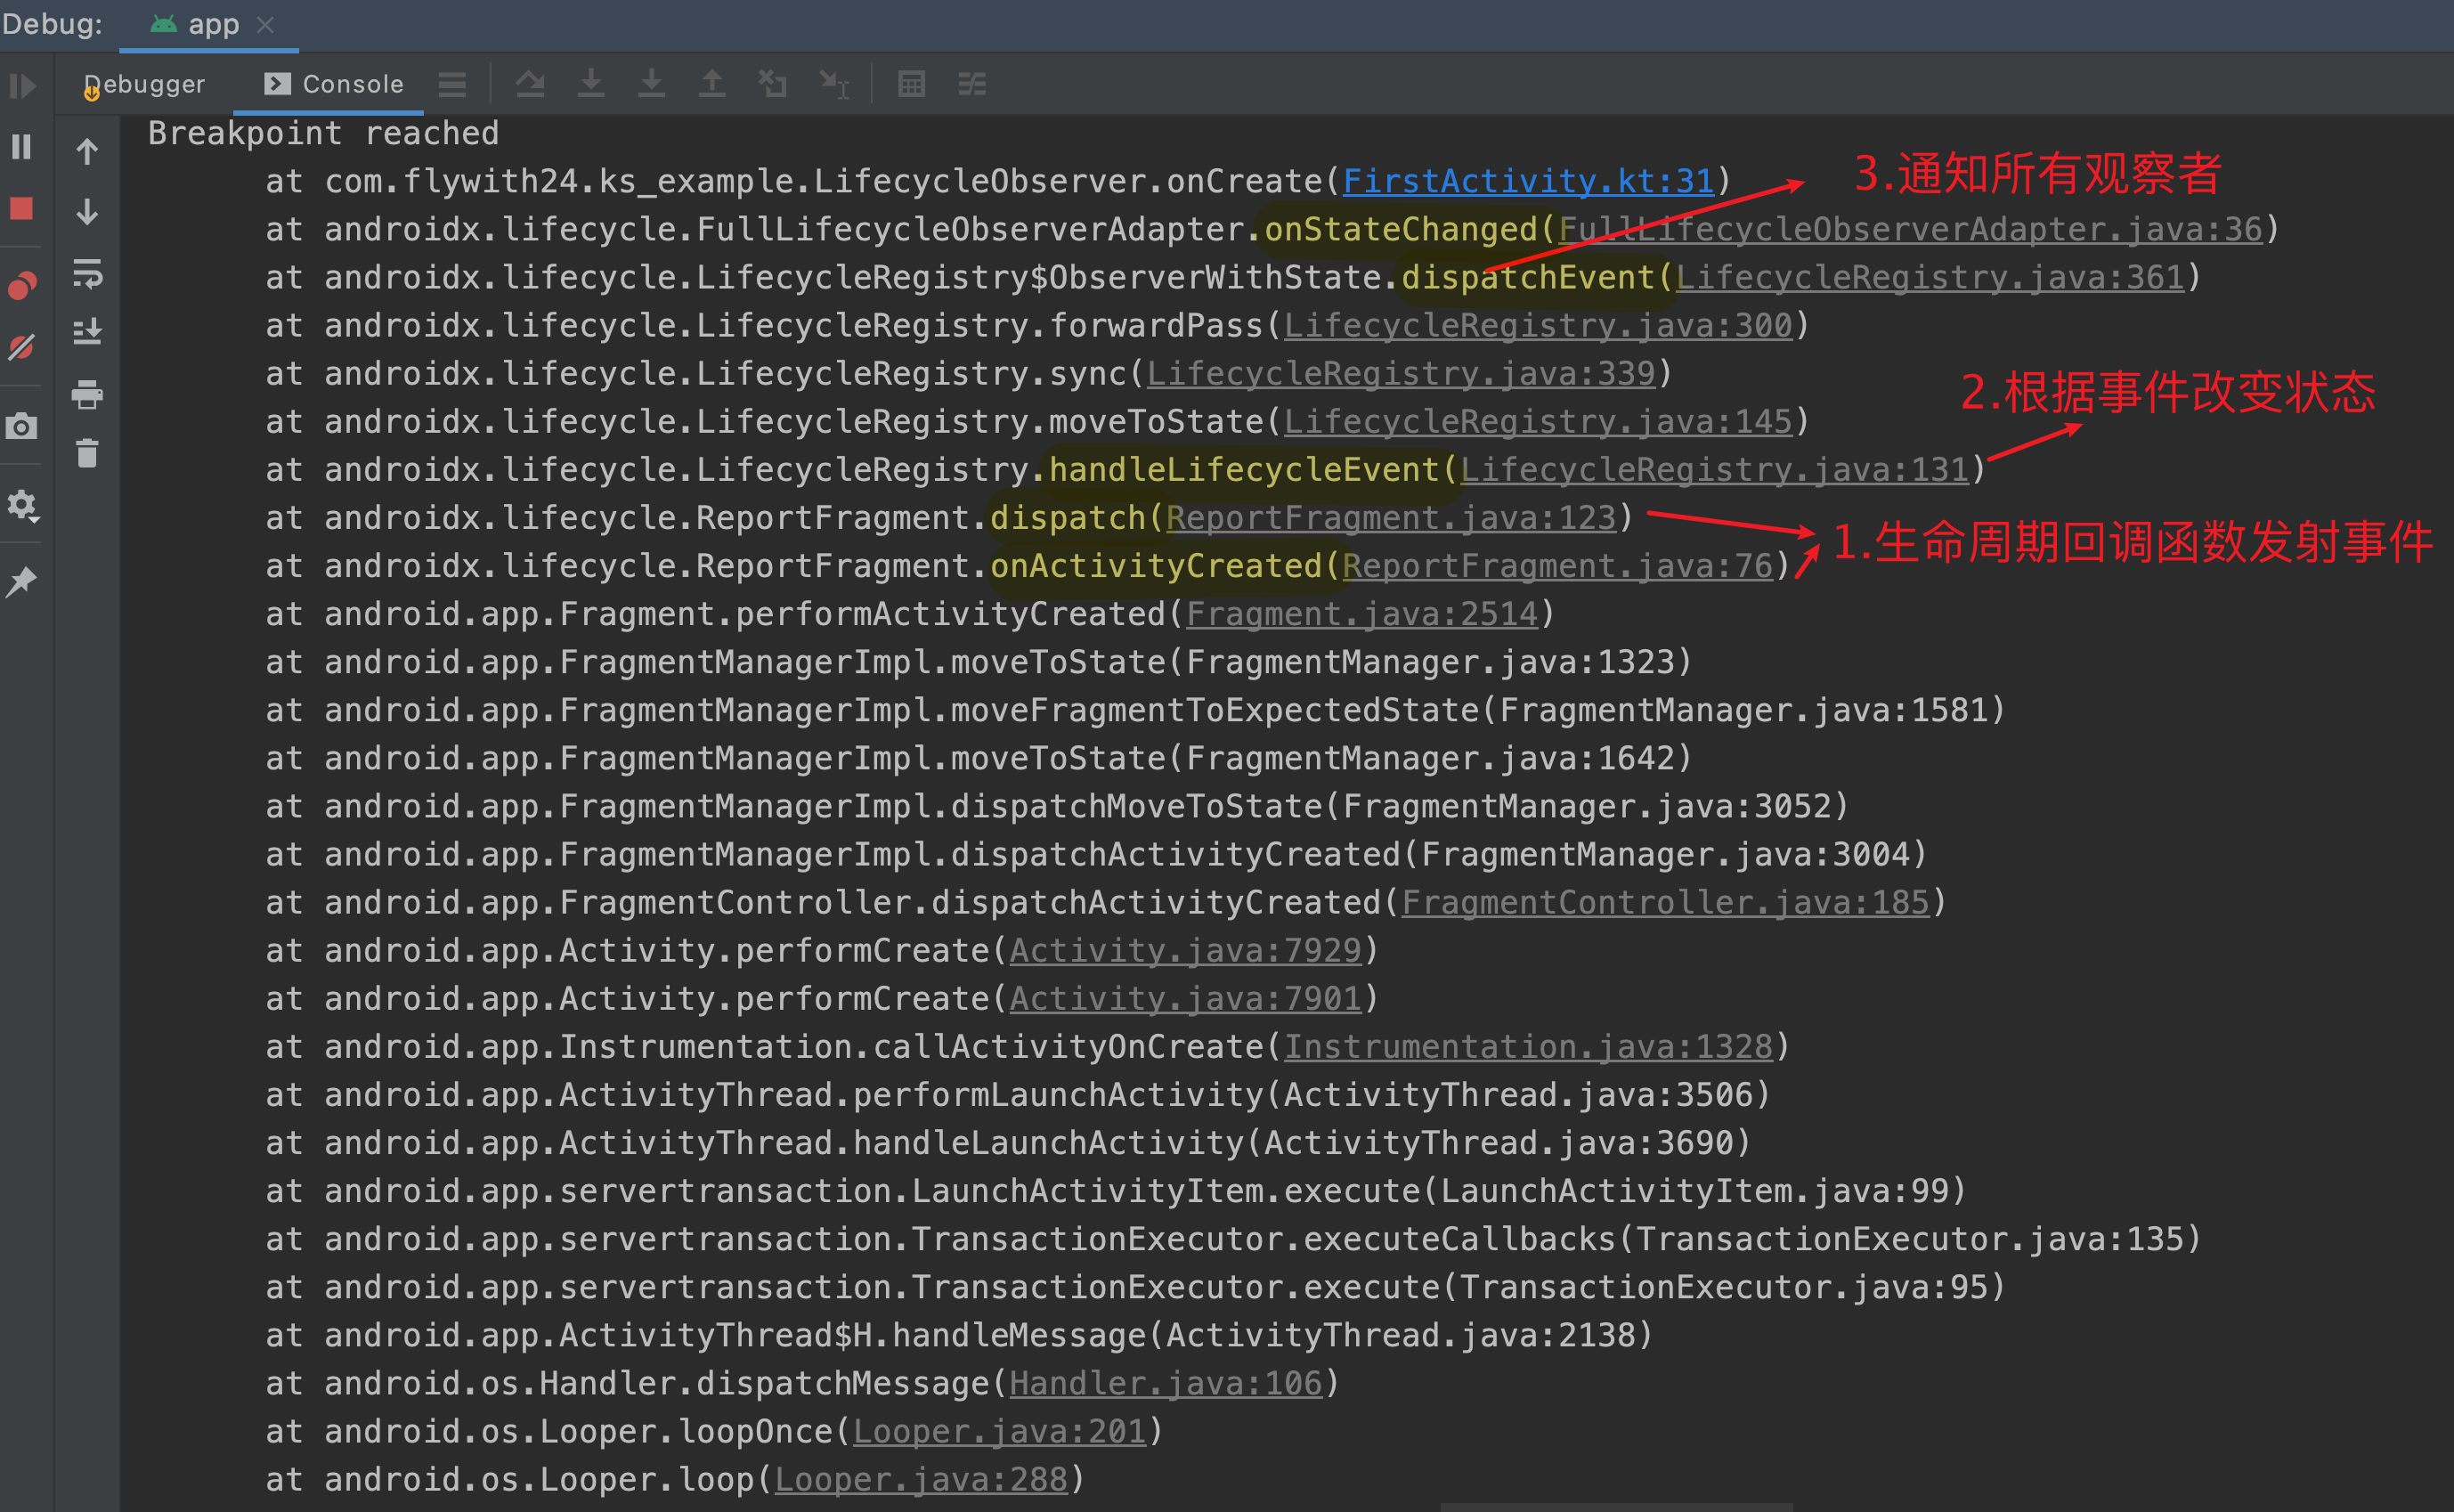 Debug: app
Debugger Console
Breakpoint reached
at com.flywith24.ks_example.LifecycleObserver.onCreate(FirstActivity.kt:31)
3.通知所有观察者
at androidx.lifecycle.FullLifecycleObserverAdapter.onStateChanged(FullLifecycleObserverAdapter.java:36)
at androidx.lifecycle.LifecycleRegistry$ObserverWithState.dispatchEvent(LifecycleRegistry.java:361)
at androidx.lifecycle.LifecycleRegistry.forwardPass(LifecycleRegistry.java:300)
at androidx.lifecycle.LifecycleRegistry.sync(LifecycleRegistry.java:339)
2.根据事件改变状态
at androidx.lifecycle.LifecycleRegistry.moveToState(LifecycleRegistry.java:145)
at androidx.lifecycle.LifecycleRegistry.handleLifecycleEvent(LifecycleRegistry.java:131)
at androidx.lifecycle.ReportFragment.dispatch(ReportFragment.java:123)
1.生命周期回调函数发射事件
at androidx.lifecycle.ReportFragment.onActivityCreated(ReportFragment.java:76)
at android.app.Fragment.performActivityCreated(Fragment.java:2514)
at android.app.FragmentManagerImpl.moveToState(FragmentManager.java:1323)
at android.app.FragmentManagerImpl.moveFragmentToExpectedState(FragmentManager.java:1581)
at android.app.FragmentManagerImpl.moveToState(FragmentManager.java:1642)
at android.app.FragmentManagerImpl.dispatchMoveToState(FragmentManager.java:3052)
at android.app.FragmentManagerImpl.dispatchActivityCreated(FragmentManager.java:3004)
at android.app.FragmentController.dispatchActivityCreated(FragmentController.java:185)
at android.app.Activity.performCreate(Activity.java:7929)
at android.app.Activity.performCreate(Activity.java:7901)
at android.app.Instrumentation.callActivityOnCreate(Instrumentation.java:1328)
at android.app.ActivityThread.performLaunchActivity(ActivityThread.java:3506)
at android.app.ActivityThread.handleLaunchActivity(ActivityThread.java:3690)
at android.app.servertransaction.LaunchActivityItem.execute(LaunchActivityItem.java:99)
at android.app.servertransaction.TransactionExecutor.executeCallbacks(TransactionExecutor.java:135)
at android.app.servertransaction.TransactionExecutor.execute(TransactionExecutor.java:95)
at android.app.ActivityThread$H.handleMessage(ActivityThread.java:2138)
at android.os.Handler.dispatchMessage(Handler.java:106)
at android.os.Looper.loopOnce(Looper.java:201)
at android.os.Looper.loop(Looper.java:288)